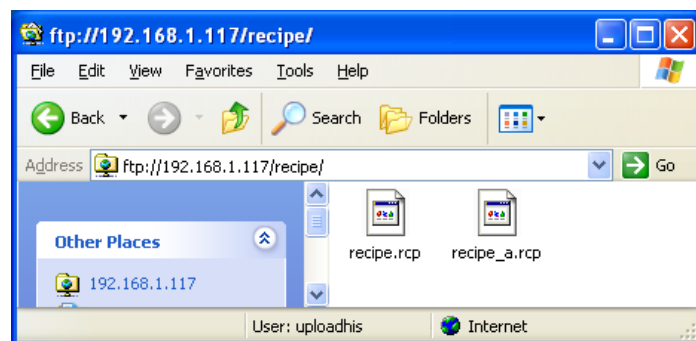 ftp://192.168.1.117/recipe/
File Edit View Favorites Tools Help
Back Search Folders
Address ftp://192.168.1.117/recipe/ Go
Other Places
192.168.1.117
recipe.rcp recipe_a.rcp
User: uploadhis Internet